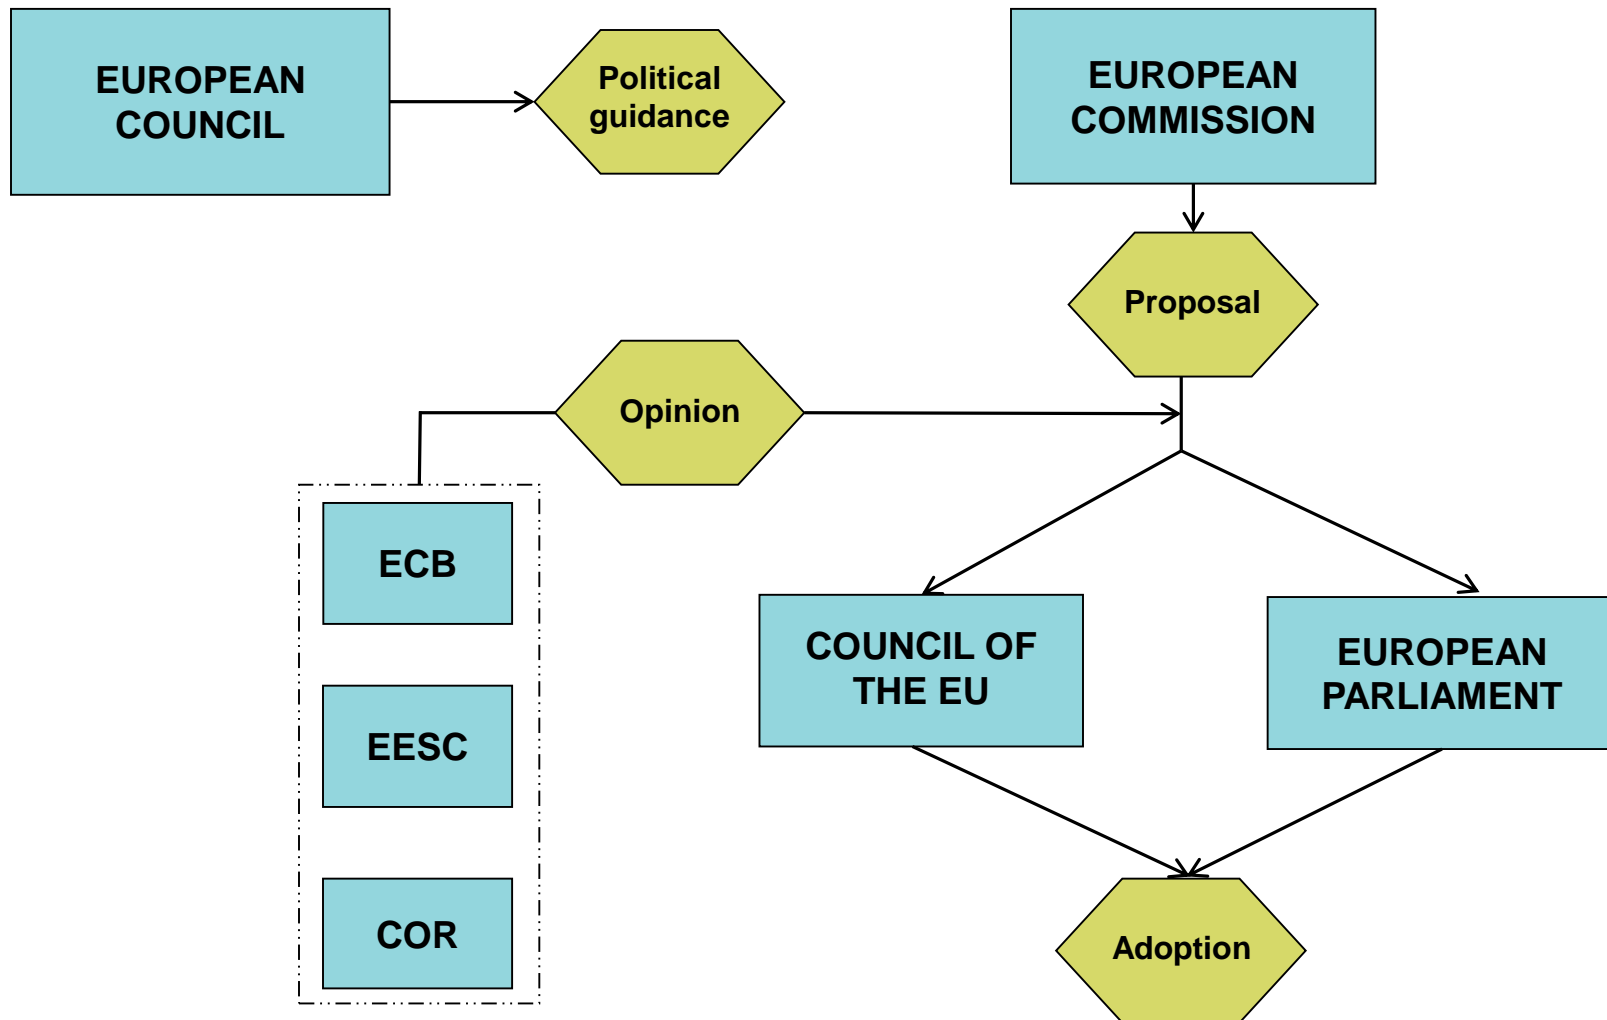 EUROPEAN
COUNCIL
Political
guidance
EUROPEAN
COMMISSION
Proposal
Opinion
ECB
EESC
COR
COUNCIL OF
THE EU
EUROPEAN
PARLIAMENT
Adoption